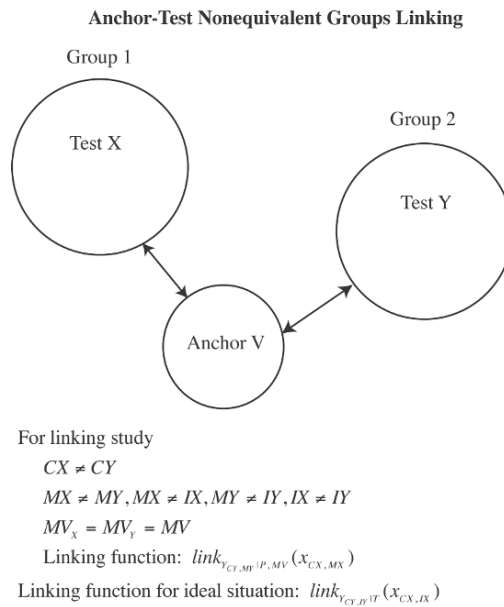 Anchor-Test Nonequivalent Groups Linking
Group 1
Group 2
Test X
Test Y
Anchor V
For linking study
CX ≠ CY
MX ≠ MY, MX ≠ IX, MY ≠ IY, IX ≠ IY
MV_X = MV_Y = MV
Linking function: link_{Y_{CY,MY}|P,MV}(x_{CX,MX})
Linking function for ideal situation: link_{Y_{CY,IY}|T}(x_{CX,IX})